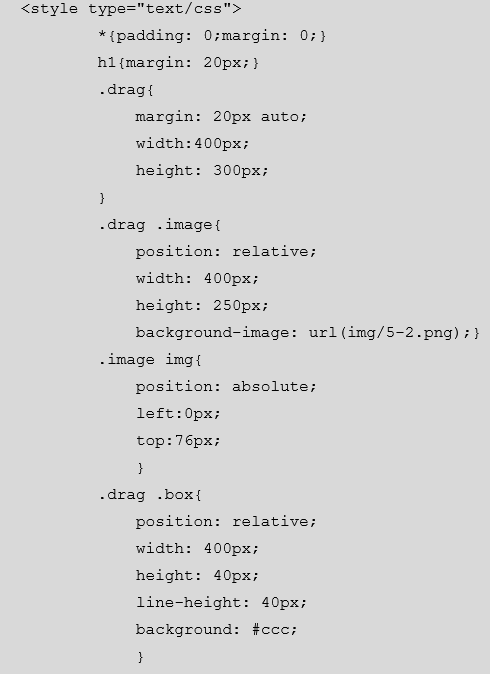 <style type="text/css">
*{padding: 0;margin: 0;}
h1{margin: 20px;}
.drag{
margin: 20px auto;
width:400px;
height: 300px;
}
.drag .image{
position: relative;
width: 400px;
height: 250px;
background-image: url(img/5-2.png);}
.image img{
position: absolute;
left:0px;
top:76px;
}
.drag .box{
position: relative;
width: 400px;
height: 40px;
line-height: 40px;
background: #ccc;
}